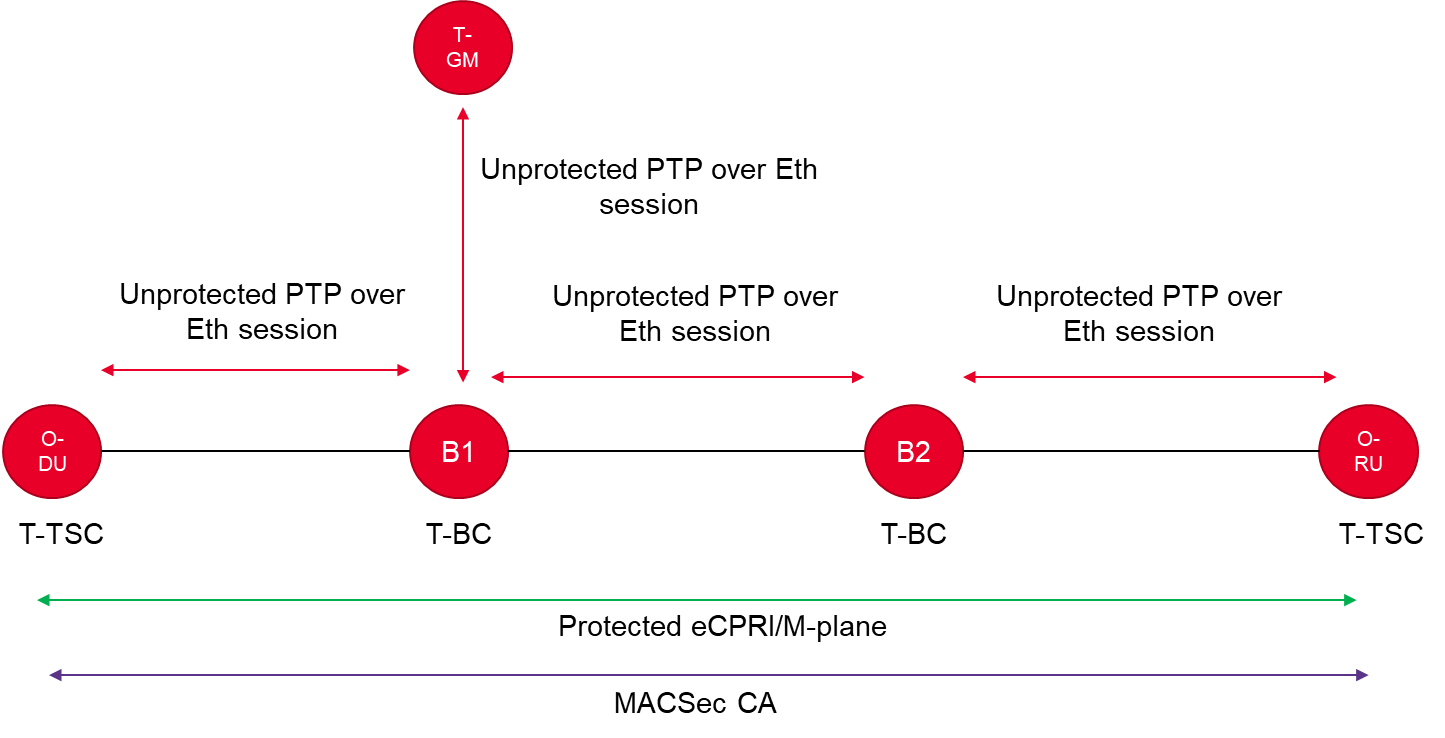 T-
GM
Unprotected PTP over Eth
session
Unprotected PTP over
Eth session
Unprotected PTP over
Eth session
Unprotected PTP over
Eth session
O-
DU
B1
B2
O-
RU
T-TSC
T-BC
T-BC
T-TSC
Protected eCPRI/M-plane
MACSec CA